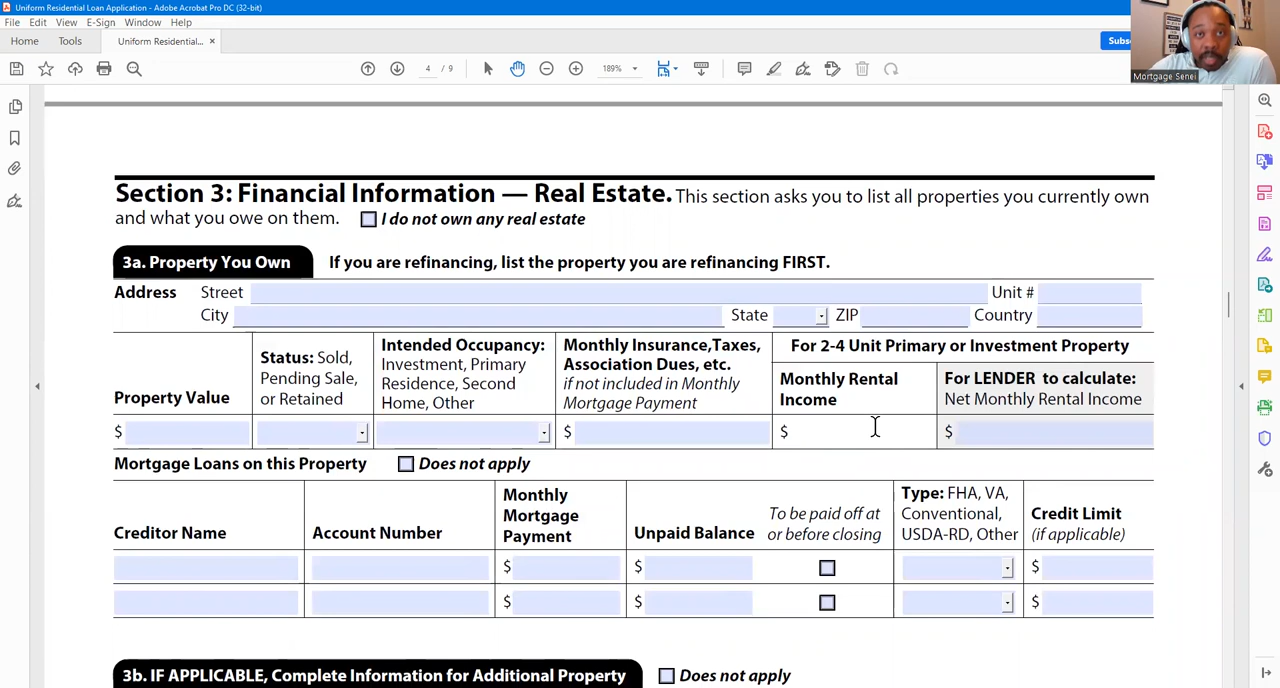 Uniform Residential Loan Application - Adobe Acrobat Pro DC (32-bit)
File Edit View E-Sign Window Help
Home Tools Uniform Residential... × Subs
4 / 9 189%
Mortgage Sensei
Section 3: Financial Information — Real Estate. This section asks you to list all properties you currently own
and what you owe on them. I do not own any real estate
3a. Property You Own If you are refinancing, list the property you are refinancing FIRST.
Address Street Unit #
City State ZIP Country
Property Value
Status: Sold,
Pending Sale,
or Retained
Intended Occupancy:
Investment, Primary
Residence, Second
Home, Other
Monthly Insurance,Taxes,
Association Dues, etc.
if not included in Monthly
Mortgage Payment
For 2-4 Unit Primary or Investment Property
Monthly Rental
Income
For LENDER to calculate:
Net Monthly Rental Income
$ $ $ $
Mortgage Loans on this Property Does not apply
Creditor Name
Account Number
Monthly
Mortgage
Payment
Unpaid Balance
To be paid off at
or before closing
Type: FHA, VA,
Conventional,
USDA-RD, Other
Credit Limit
(if applicable)
$ $ $
$ $ $
3b. IF APPLICABLE, Complete Information for Additional Property Does not apply